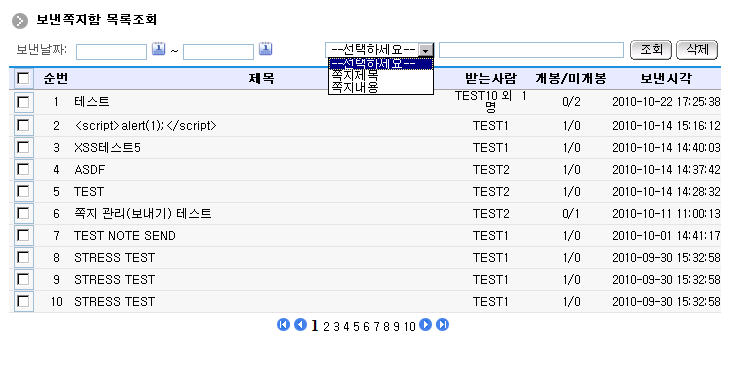 보낸쪽지함 목록조회
보낸날짜: ~ --선택하세요-- 조회 삭제
--선택하세요--
쪽지제목
쪽지내용
순번 제목 받는사람 개봉/미개봉 보낸시각
1 테스트 TEST10 외 1명 0/2 2010-10-22 17:25:38
2 <script>alert(1);</script> TEST1 1/0 2010-10-14 15:16:12
3 XSS테스트5 TEST1 1/0 2010-10-14 14:40:03
4 ASDF TEST2 1/0 2010-10-14 14:37:42
5 TEST TEST2 1/0 2010-10-14 14:28:32
6 쪽지 관리(보내기) 테스트 TEST2 0/1 2010-10-11 11:00:13
7 TEST NOTE SEND TEST1 1/0 2010-10-01 14:41:17
8 STRESS TEST TEST1 1/0 2010-09-30 15:32:58
9 STRESS TEST TEST1 1/0 2010-09-30 15:32:58
10 STRESS TEST TEST1 1/0 2010-09-30 15:32:58
1 2 3 4 5 6 7 8 9 10